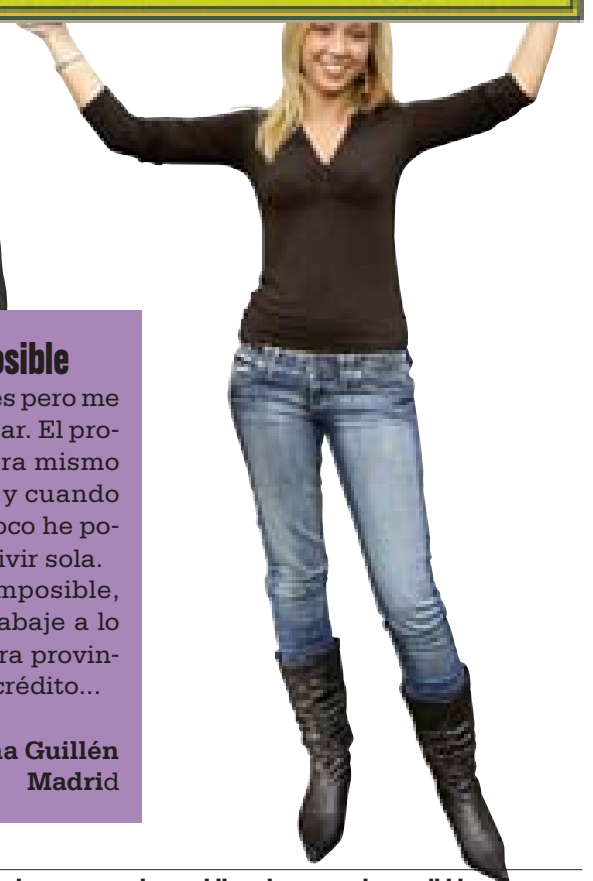 osible
es pero me
ar. El pro-
ra mismo
y cuando
oco he po-
ivir sola.
mposible,
abaje a lo
ra provin-
crédito...
na Guillén
Madrid